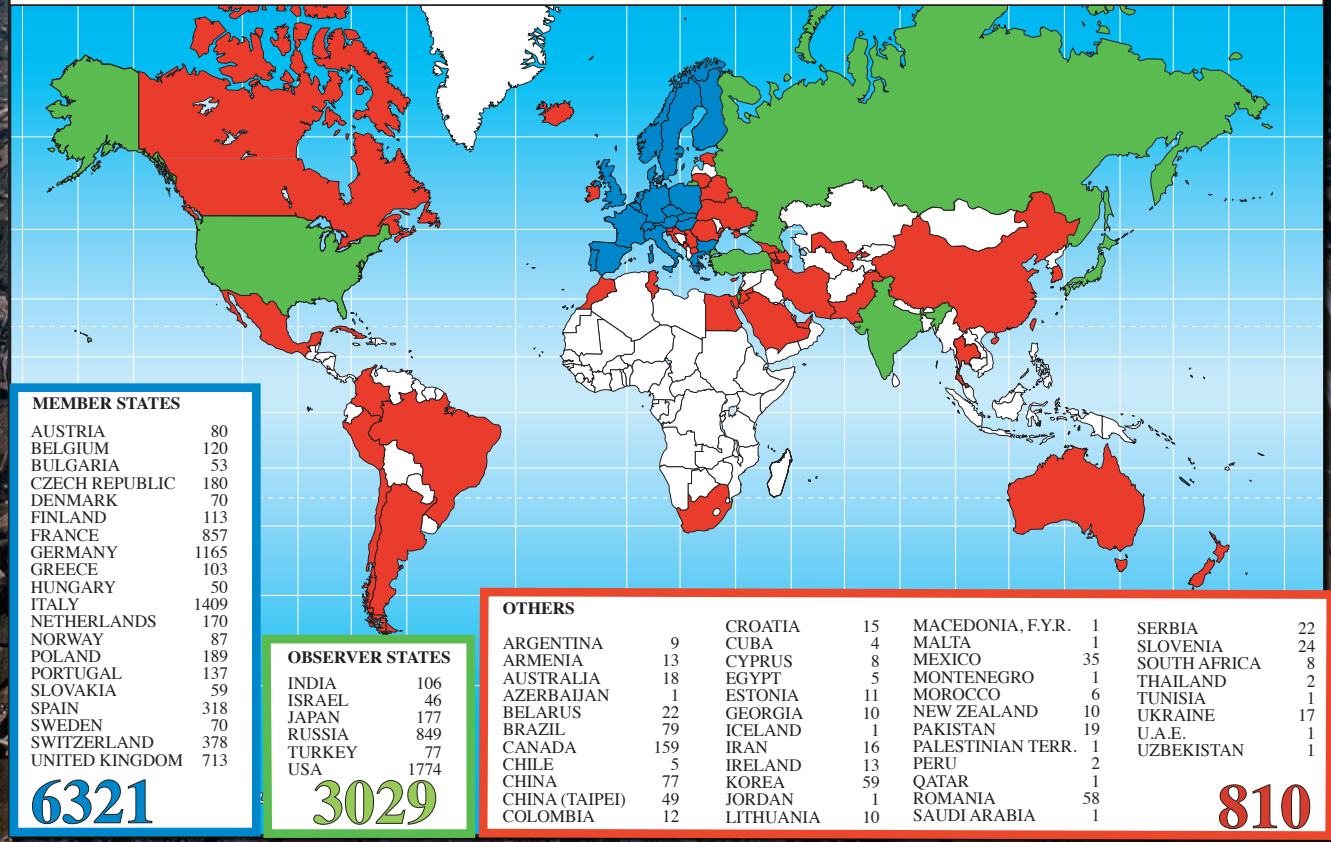 MEMBER STATES
AUSTRIA 80
BELGIUM 120
BULGARIA 53
CZECH REPUBLIC 180
DENMARK 70
FINLAND 113
FRANCE 857
GERMANY 1165
GREECE 103
HUNGARY 50
ITALY 1409
NETHERLANDS 170
NORWAY 87
POLAND 189
PORTUGAL 137
SLOVAKIA 59
SPAIN 318
SWEDEN 70
SWITZERLAND 378
UNITED KINGDOM 713
6321
OBSERVER STATES
INDIA 106
ISRAEL 46
JAPAN 177
RUSSIA 849
TURKEY 77
USA 1774
3029
OTHERS
ARGENTINA 9
ARMENIA 13
AUSTRALIA 18
AZERBAIJAN 1
BELARUS 22
BRAZIL 79
CANADA 159
CHILE 5
CHINA 77
CHINA (TAIPEI) 49
COLOMBIA 12
CROATIA 15
CUBA 4
CYPRUS 8
EGYPT 5
ESTONIA 11
GEORGIA 10
ICELAND 1
IRAN 16
IRELAND 13
KOREA 59
JORDAN 1
LITHUANIA 10
MACEDONIA, F.Y.R. 1
MALTA 1
MEXICO 35
MONTENEGRO 1
MOROCCO 6
NEW ZEALAND 10
PAKISTAN 19
PALESTINIAN TERR. 1
PERU 2
QATAR 1
ROMANIA 58
SAUDI ARABIA 1
SERBIA 22
SLOVENIA 24
SOUTH AFRICA 8
THAILAND 2
TUNISIA 1
UKRAINE 17
U.A.E. 1
UZBEKISTAN 1
810